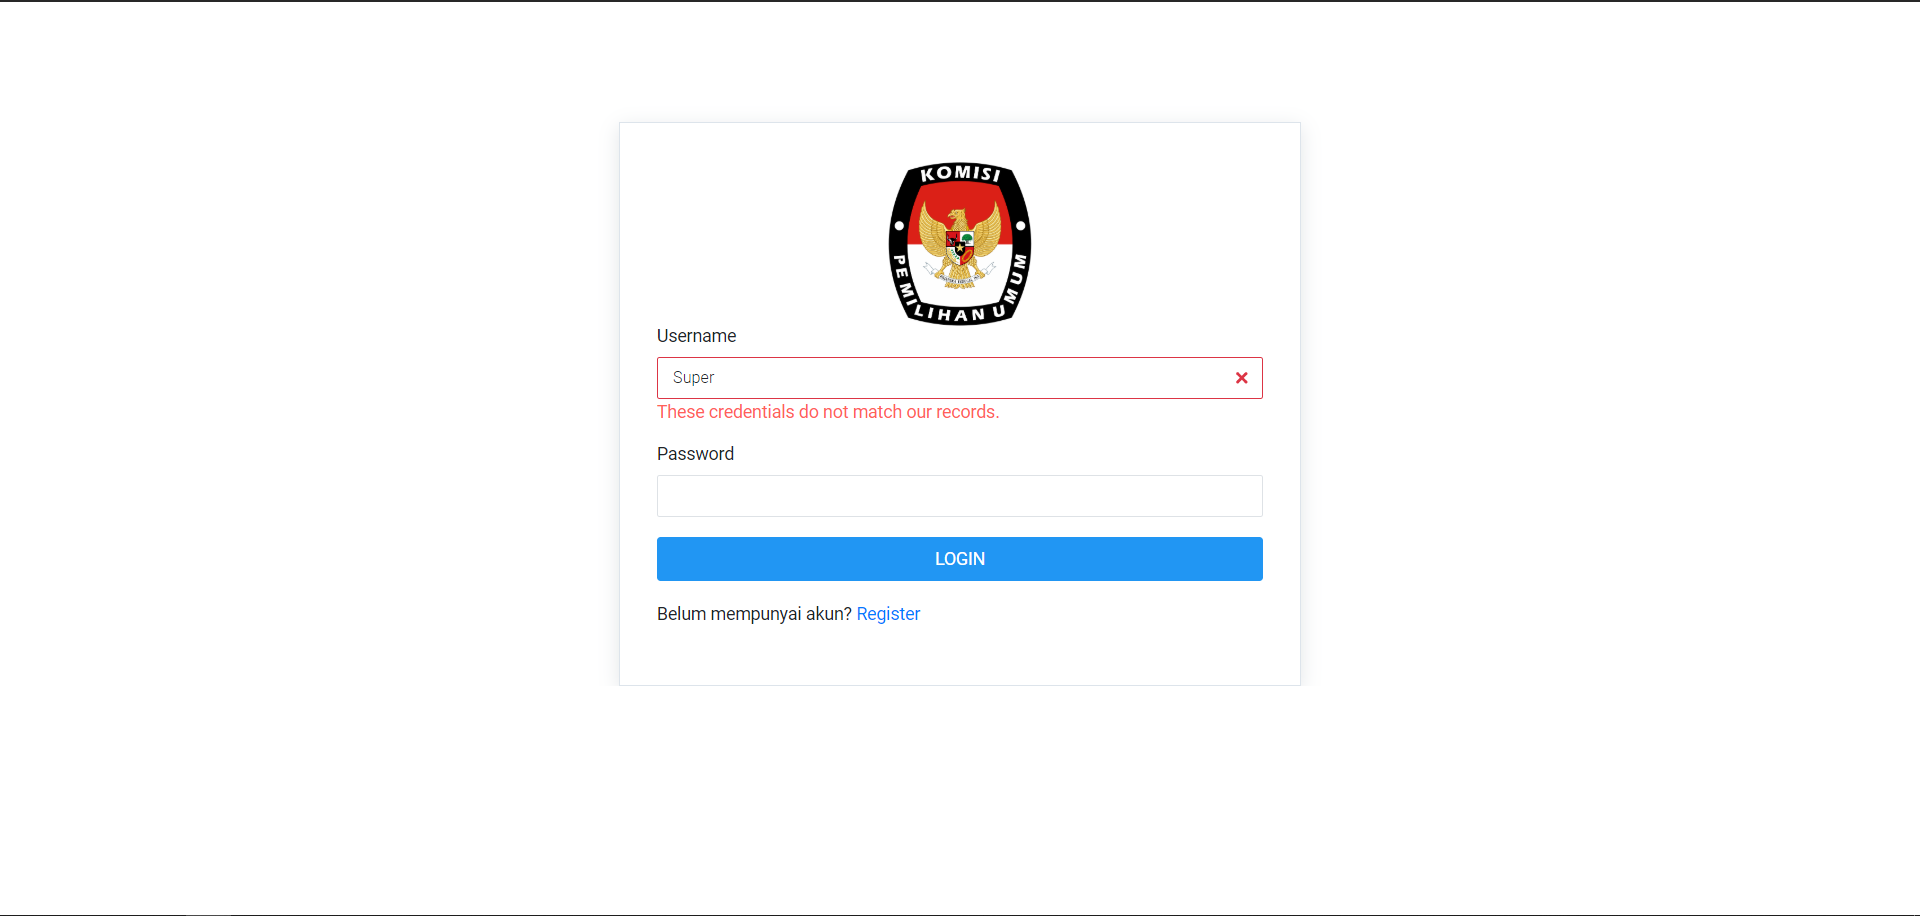 KOMISI
PEMILIHAN UMUM
Username
Super
These credentials do not match our records.
Password
LOGIN
Belum mempunyai akun? Register